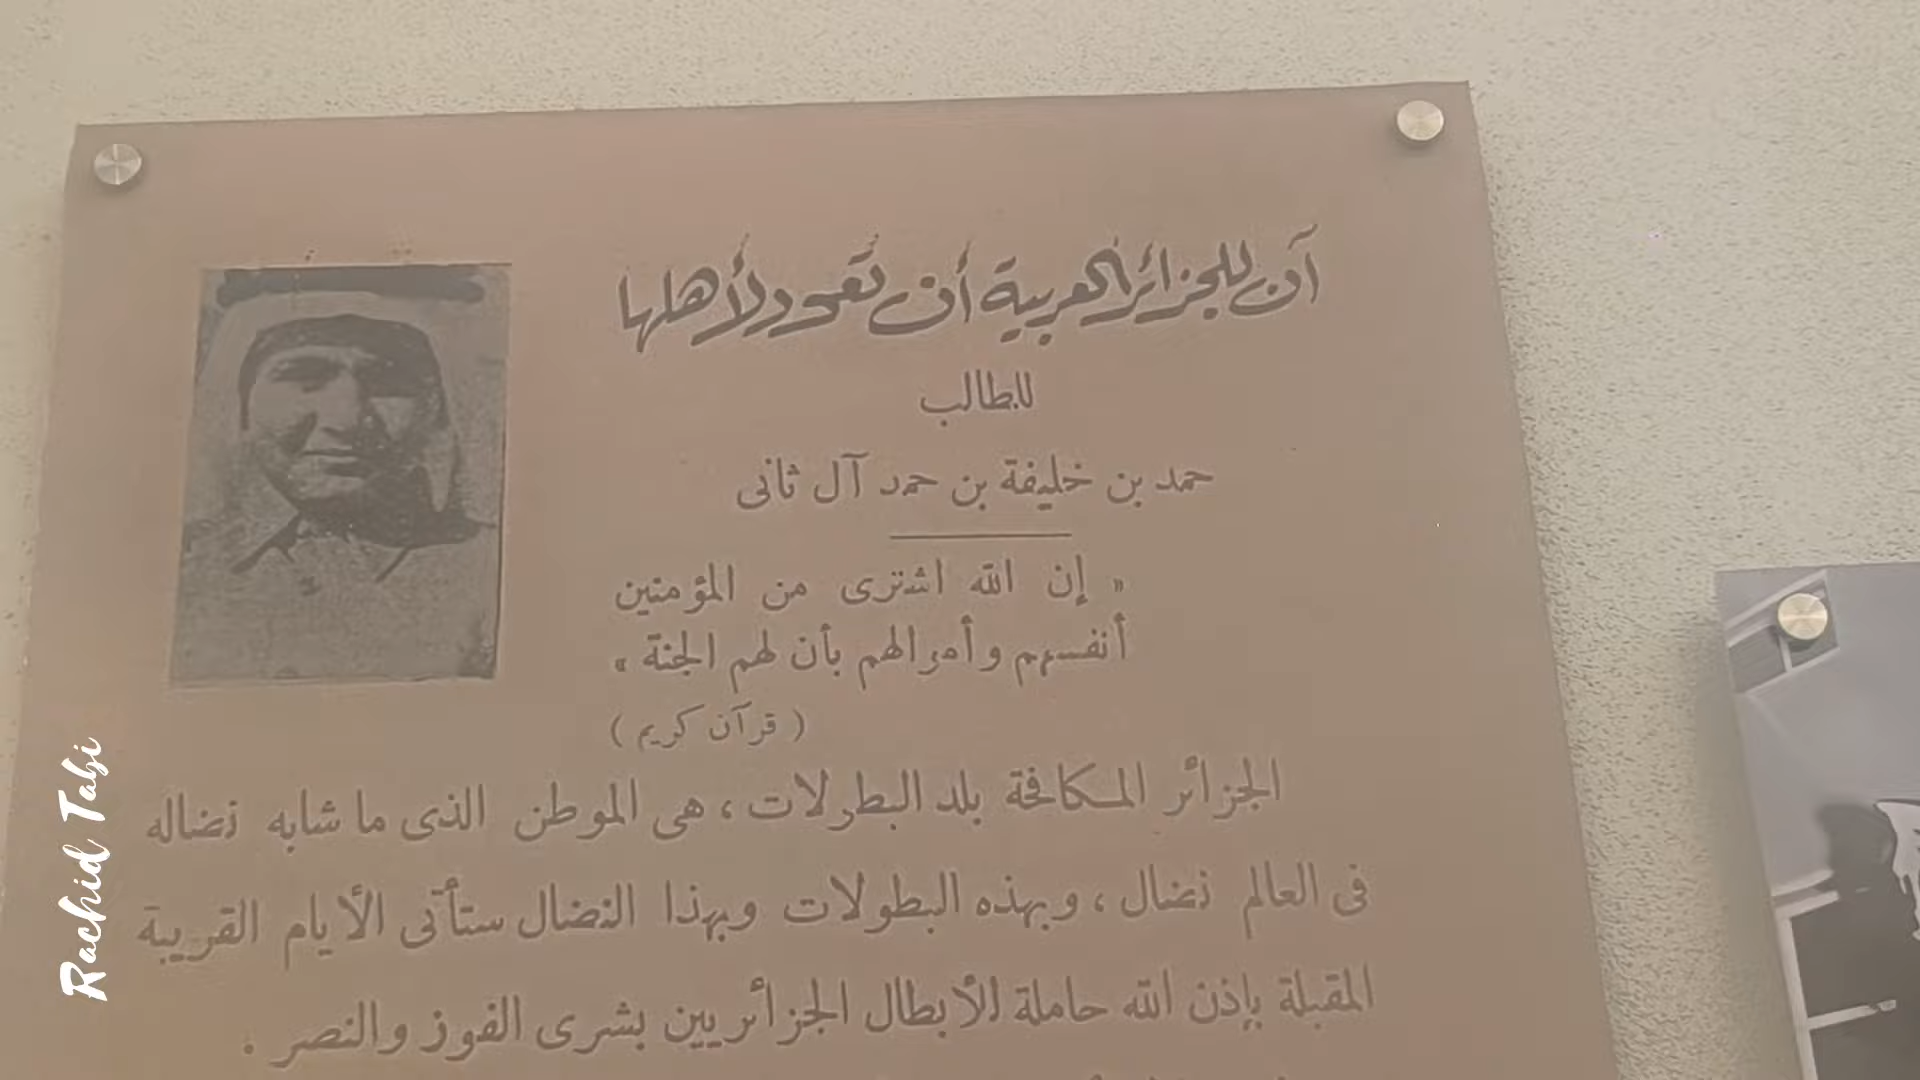 آن للجزائر العربية أن تعود لأهلها
للطالب
حمد بن خليفة بن حمد آل ثانى
« إن الله اشترى من المؤمنين
أنفسهم وأموالهم بأن لهم الجنة »
( قرآن كريم )
الجزائر المكافحة بلد البطولات ، هى الموطن الذى ما شابه نضاله
فى العالم نضال ، وبهذه البطولات وبهذا النضال ستأتى الأيام القريبة
المقبلة بإذن الله حاملة للأبطال الجزائريين بشرى الفوز والنصر .
Rachid Tabi